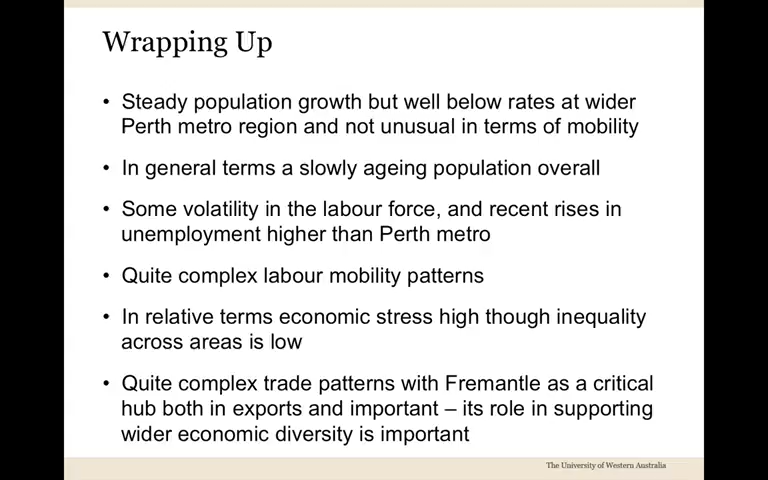 Wrapping Up
• Steady population growth but well below rates at wider
Perth metro region and not unusual in terms of mobility
• In general terms a slowly ageing population overall
• Some volatility in the labour force, and recent rises in
unemployment higher than Perth metro
• Quite complex labour mobility patterns
• In relative terms economic stress high though inequality
across areas is low
• Quite complex trade patterns with Fremantle as a critical
hub both in exports and important – its role in supporting
wider economic diversity is important
The University of Western Australia